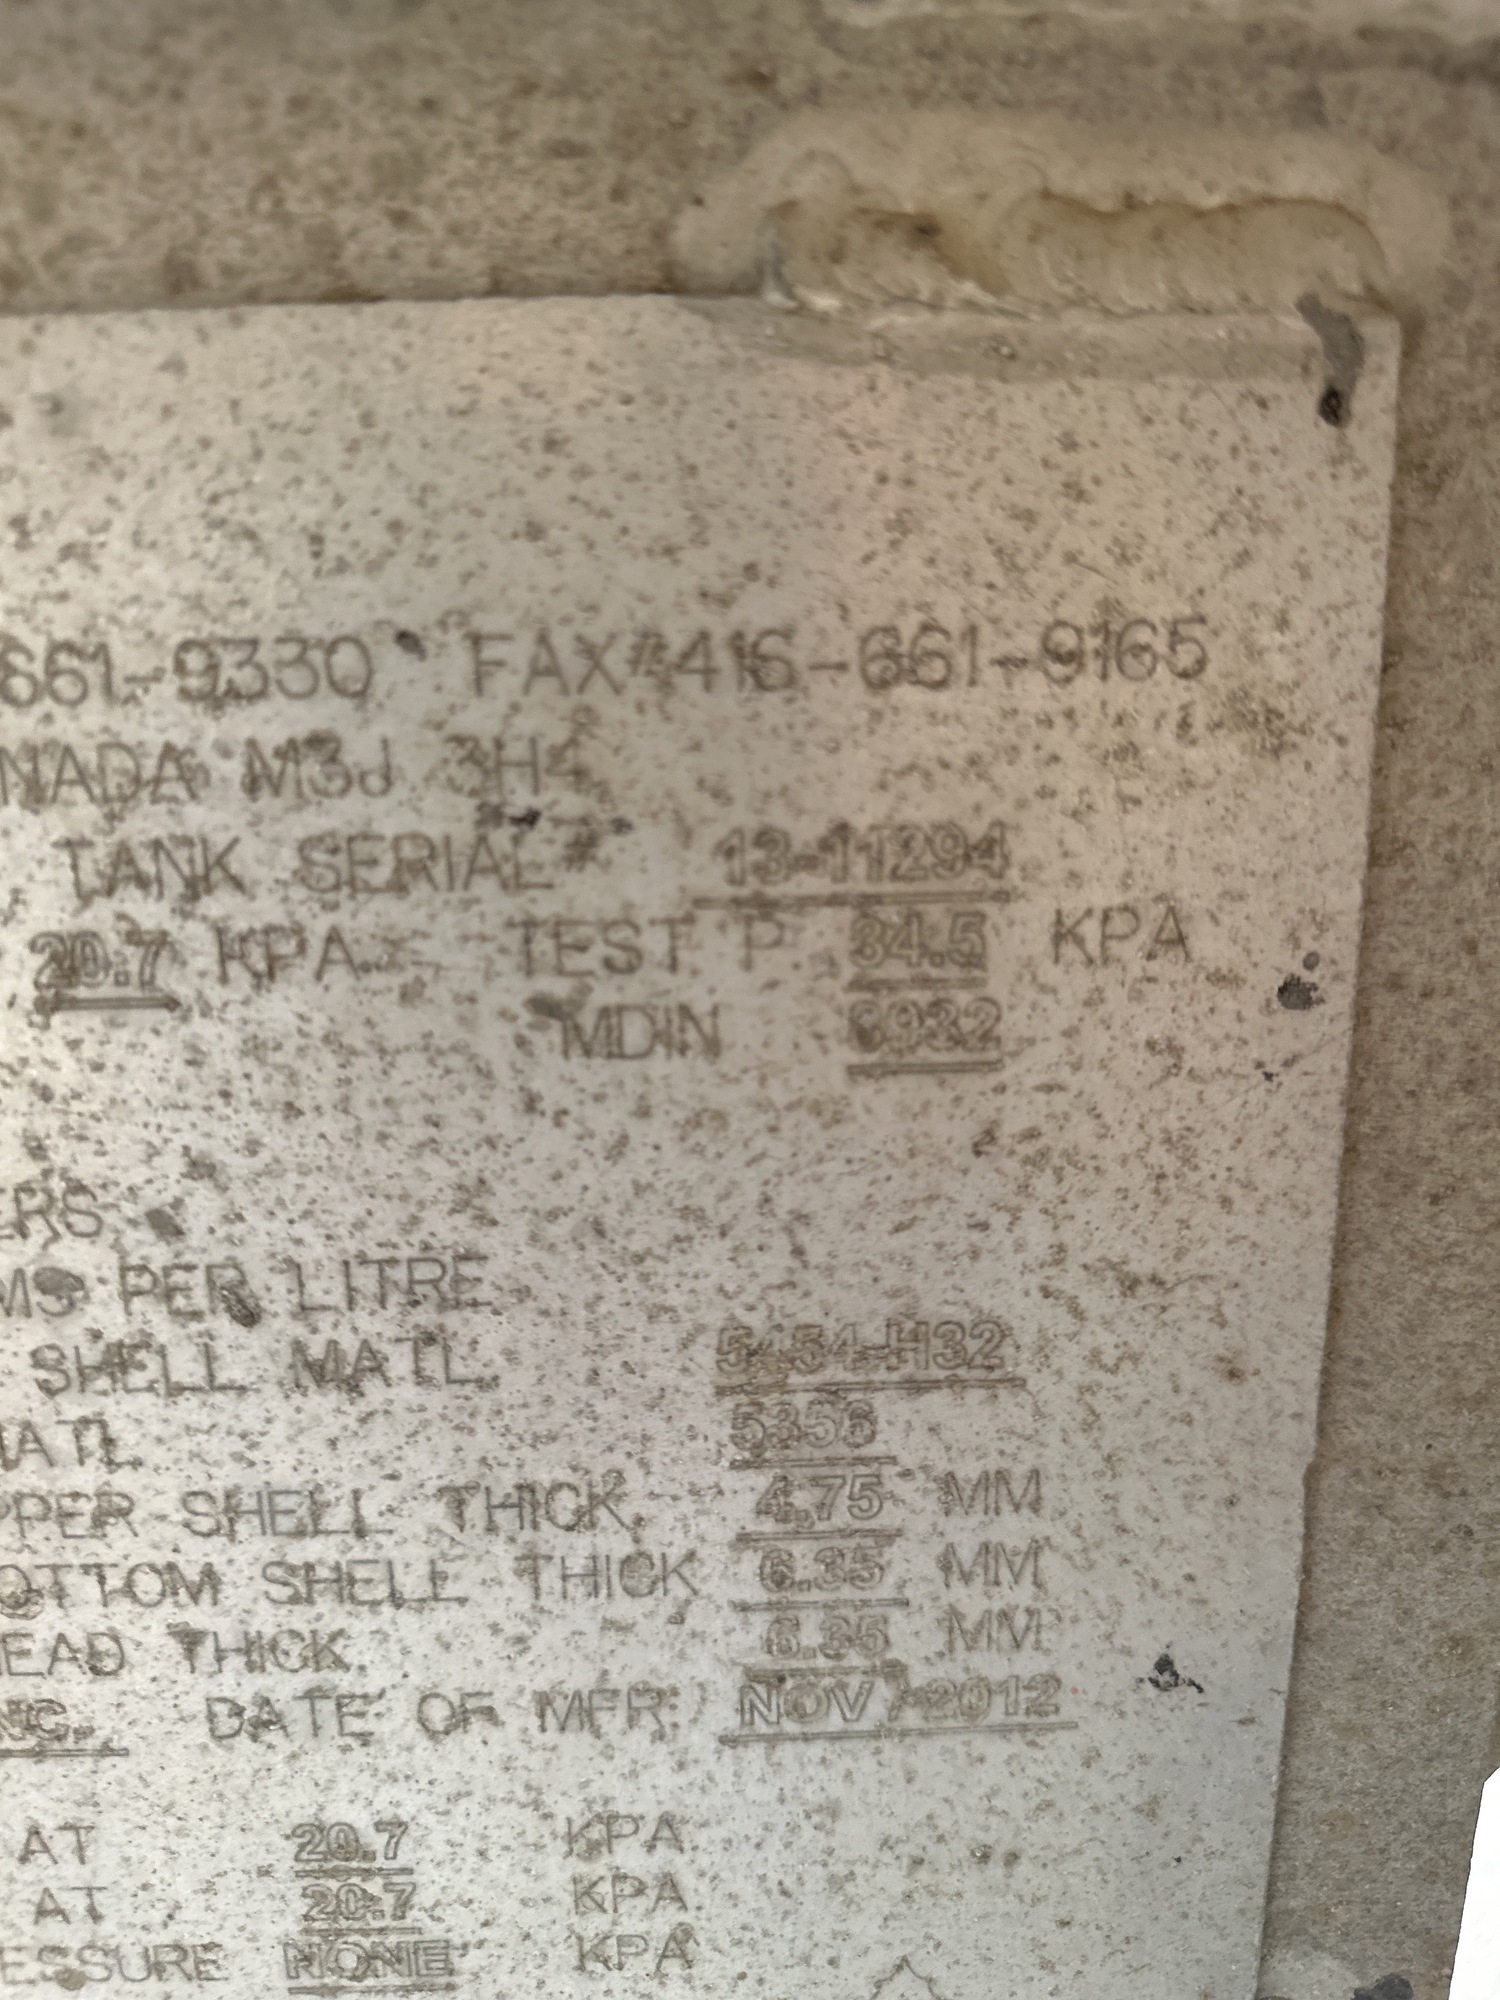 661-9330 FAX# 416-661-9165
NADA M3J 3H4
TANK SERIAL# 13-11294
20.7 KPA TEST P 34.5 KPA
MDIN
ERS
MS PER LITRE
SHELL MATL 5454-H32
MATL 5356
PPER SHELL THICK. 4.75 MM
OTTOM SHELL THICK 6.35 MM
EAD THICK. 6.35 MM
NC. DATE OF MFR: NOV / 2012
AT 20.7 KPA
AT 20.7 KPA
ESSURE NONE KPA